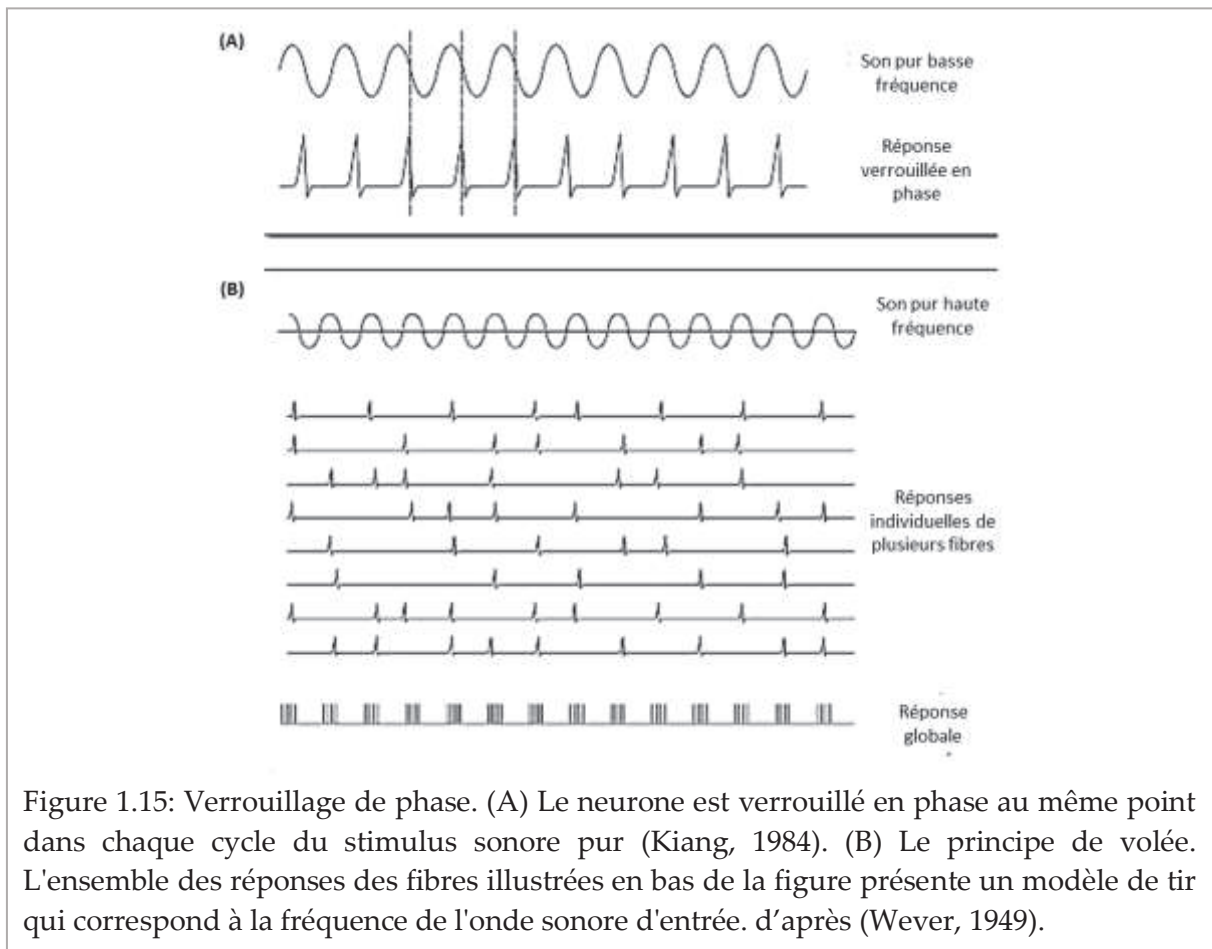 (A)
Son pur basse
fréquence
Réponse
verrouillée en
phase
(B)
Son pur haute
fréquence
Réponses
individuelles de
plusieurs fibres
Réponse
globale
Figure 1.15: Verrouillage de phase. (A) Le neurone est verrouillé en phase au même point
dans chaque cycle du stimulus sonore pur (Kiang, 1984). (B) Le principe de volée.
L'ensemble des réponses des fibres illustrées en bas de la figure présente un modèle de tir
qui correspond à la fréquence de l'onde sonore d'entrée. d’après (Wever, 1949).